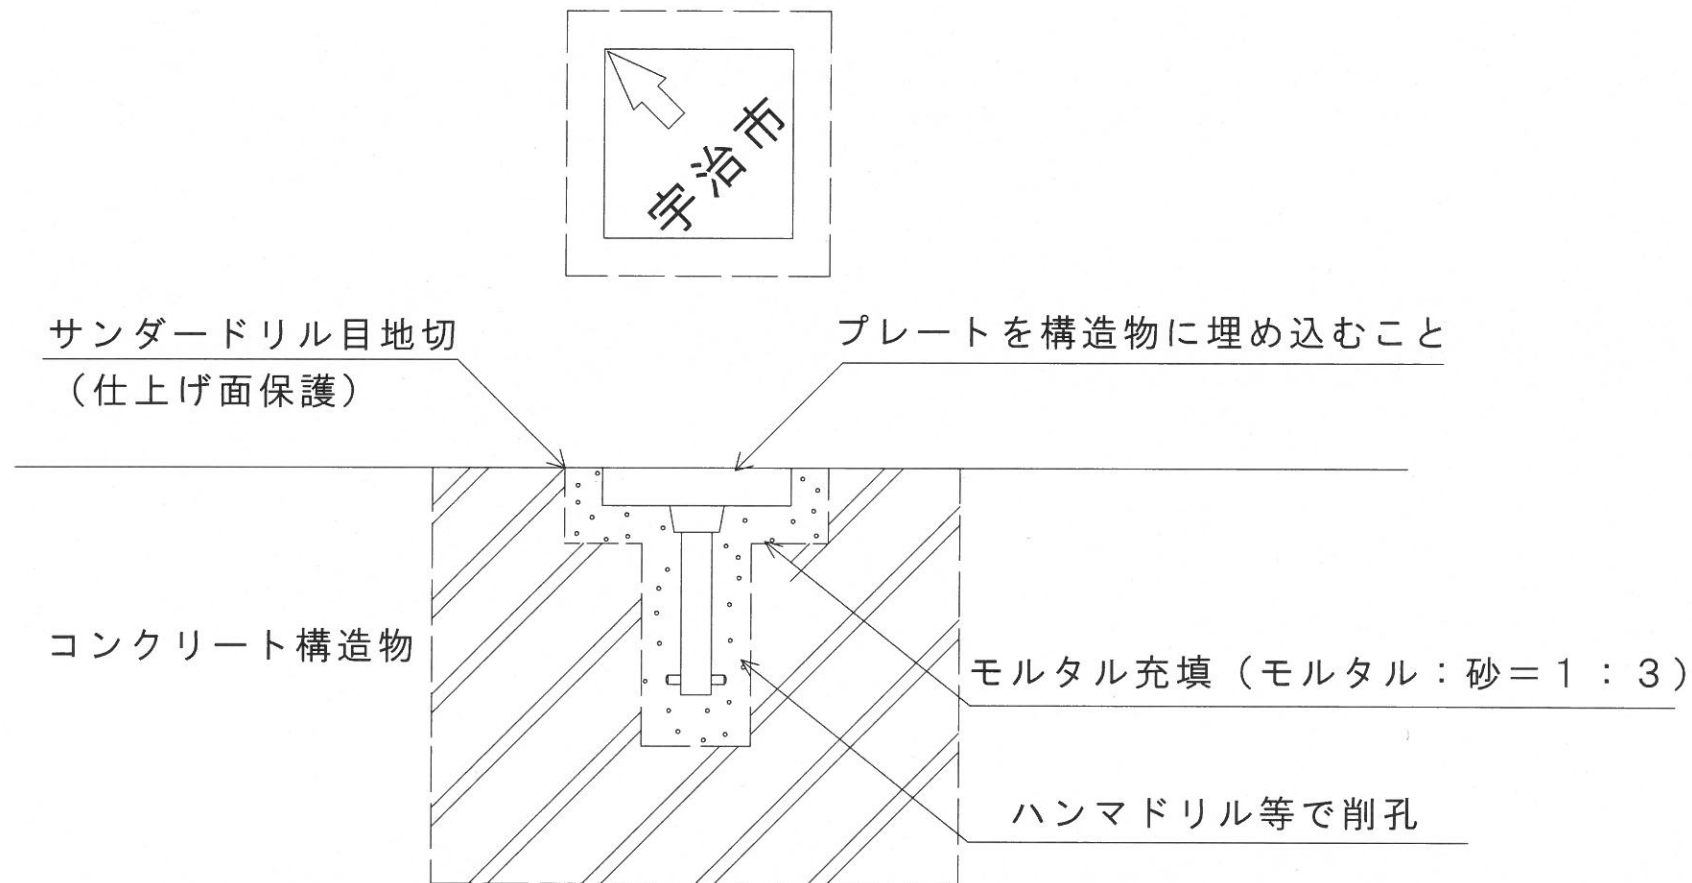 宇治市
サンダードリル目地切
（仕上げ面保護）
プレートを構造物に埋め込むこと
コンクリート構造物
モルタル充填（モルタル：砂＝１：３）
ハンマドリル等で削孔